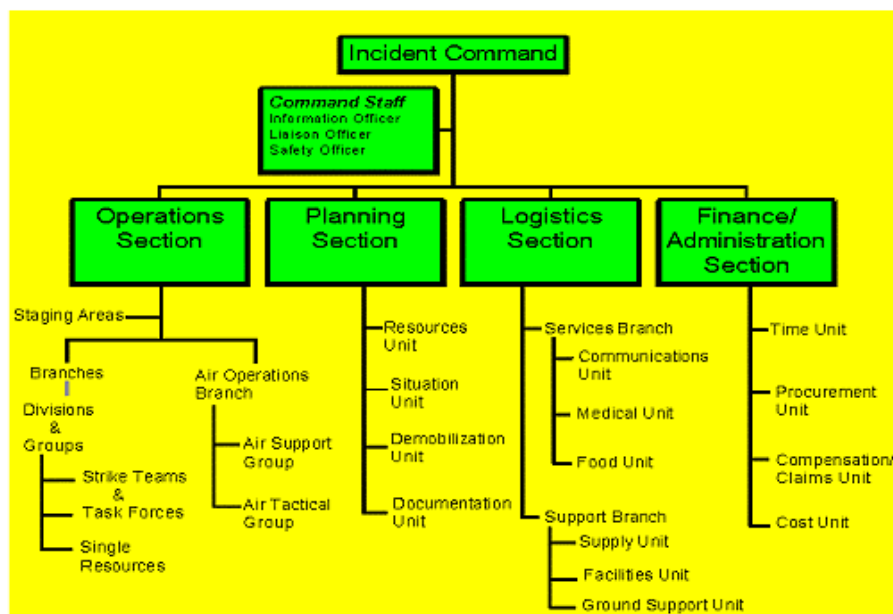 Incident Command
Command Staff
Information Officer
Liaison Officer
Safety Officer
Operations
Section
Planning
Section
Logistics
Section
Finance/
Administration
Section
Staging Areas
Branches
Divisions
&
Groups
Strike Teams
&
Task Forces
Single
Resources
Air Operations
Branch
Air Support
Group
Air Tactical
Group
Resources
Unit
Situation
Unit
Demobilization
Unit
Documentation
Unit
Services Branch
Communications
Unit
Medical Unit
Food Unit
Support Branch
Supply Unit
Facilities Unit
Ground Support Unit
Time Unit
Procurement
Unit
Compensation/
Claims Unit
Cost Unit